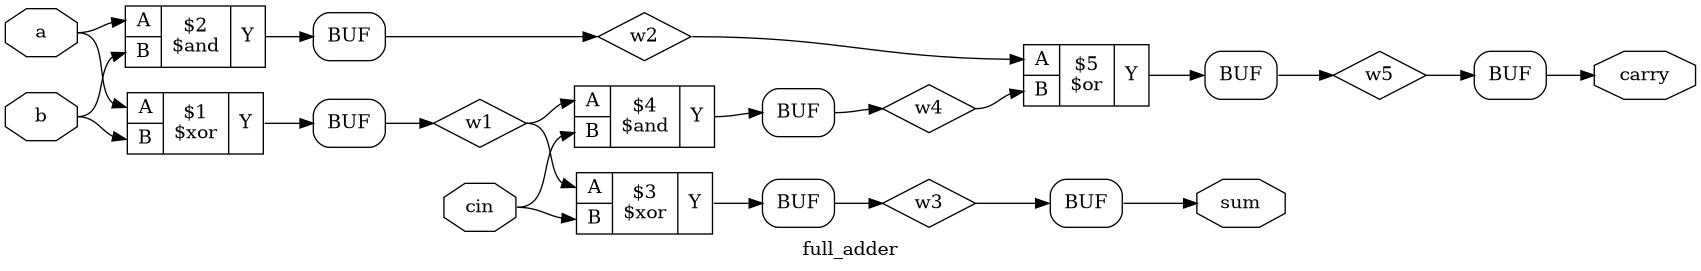 a
b
A
B
$2
$and
Y
A
B
$1
$xor
Y
BUF
BUF
w1
cin
w2
A
B
$4
$and
Y
A
B
$3
$xor
Y
BUF
BUF
w4
w3
A
B
$5
$or
Y
BUF
BUF
w5
sum
BUF
carry
full_adder